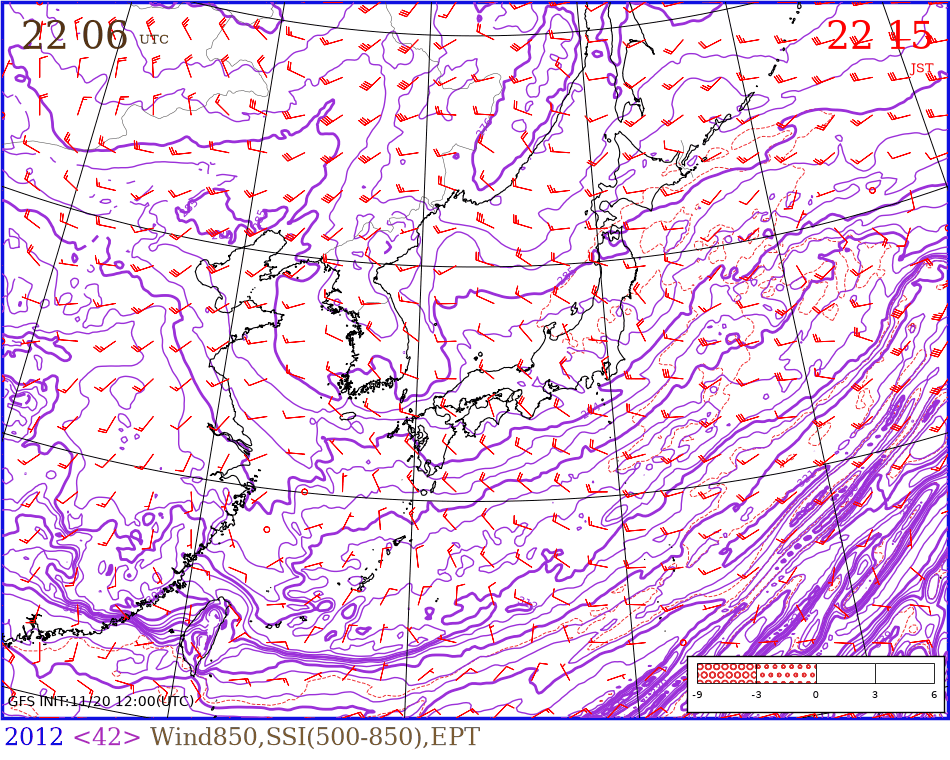 22 06 UTC
22 15
JST
GFS INIT:11/20 12:00(UTC)
-9 -3 0 3 6
2012 <42> Wind850,SSI(500-850),EPT